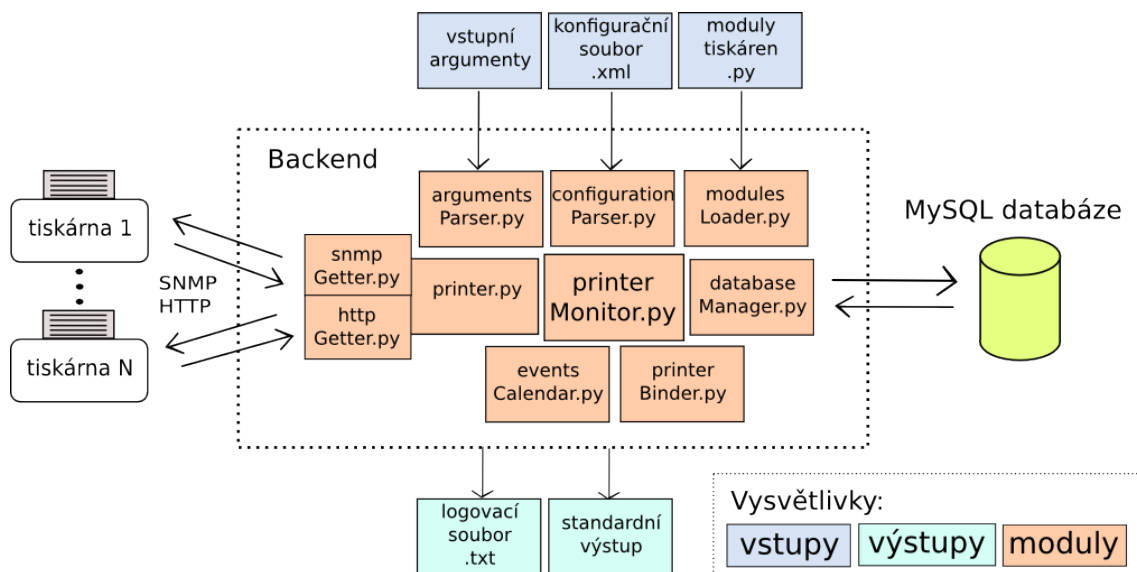 vstupní
argumenty
konfigurační
soubor
.xml
moduly
tiskáren
.py
Backend
arguments
Parser.py
configuration
Parser.py
modules
Loader.py
tiskárna 1
SNMP
HTTP
tiskárna N
snmp
Getter.py
http
Getter.py
printer.py
printer
Monitor.py
database
Manager.py
events
Calendar.py
printer
Binder.py
MySQL databáze
logovací
soubor
.txt
standardní
výstup
Vysvětlivky:
vstupy
výstupy
moduly